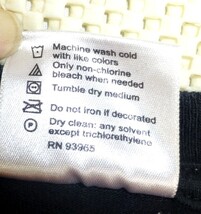 Machine wash cold
with like colors
Only non-chlorine
bleach when needed
Tumble dry medium
Do not iron if decorated
Dry clean: any solvent
except trichlorethylene
RN 93965